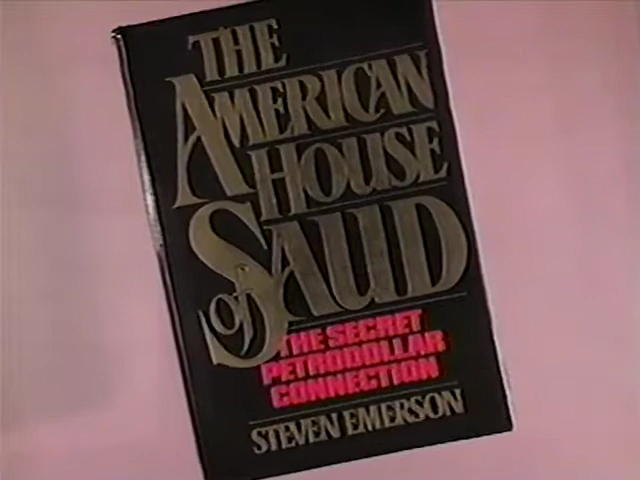 THE
AMERICAN
HOUSE
OF SAUD
THE SECRET
PETRODOLLAR
CONNECTION
STEVEN EMERSON